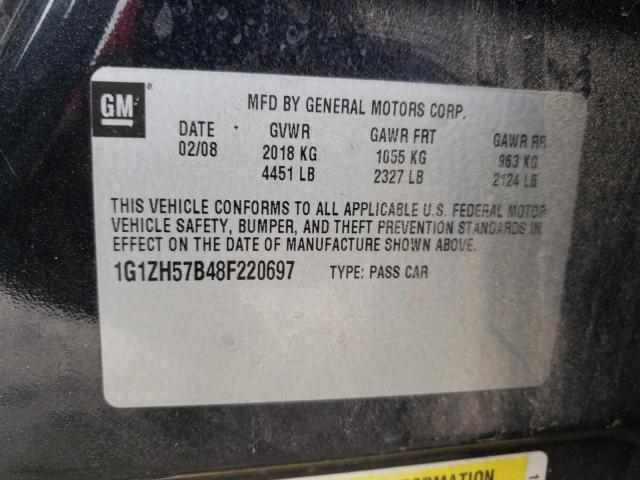 GM
MFD BY GENERAL MOTORS CORP.
DATE GVWR GAWR FRT GAWR RR
02/08 2018 KG 1055 KG 963 KG
4451 LB 2327 LB 2124 LB
THIS VEHICLE CONFORMS TO ALL APPLICABLE U.S. FEDERAL MOTOR
VEHICLE SAFETY, BUMPER, AND THEFT PREVENTION STANDARDS IN
EFFECT ON THE DATE OF MANUFACTURE SHOWN ABOVE.
1G1ZH57B48F220697 TYPE: PASS CAR